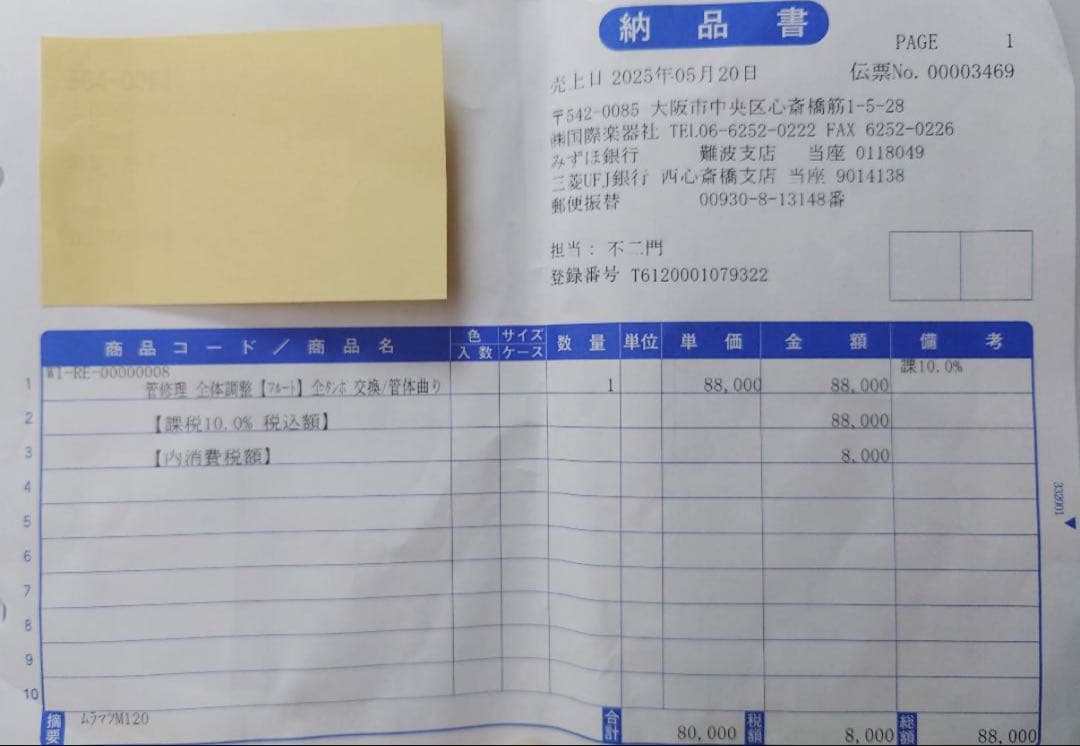 納品書
PAGE 1
売上日 2025年05月20日 伝票No. 00003469
〒542-0085 大阪市中央区心斎橋筋1-5-28
㈱国際楽器社 TEL06-6252-0222 FAX 6252-0226
みずほ銀行 難波支店 当座 0118049
三菱UFJ銀行 西心斎橋支店 当座 9014138
郵便振替 00930-8-13148番
担当: 不二門
登録番号 T6120001079322
商品コード/商品名 色 サイズ 数量 単位 単価 金額 備考
入数 ケース
WI-RE-00000008 課10.0%
1 管修理 全体調整【フルート】全タンポ 交換/管体曲り 1 88,000 88,000
2 【課税10.0% 税込額】 88,000
3 【内消費税額】 8,000
4
5
6
7
8
9
10
摘要 ムラマツM120 合計 80,000 税額 8,000 総額 88,000
332001